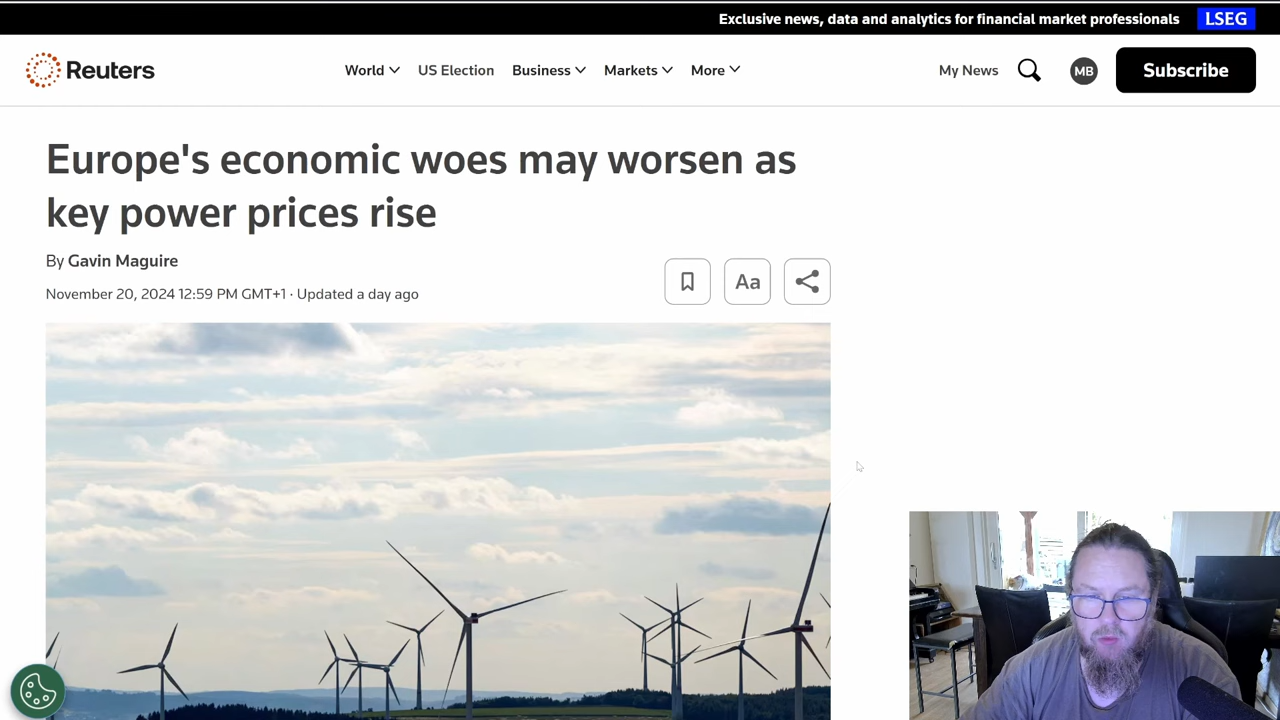 Exclusive news, data and analytics for financial market professionals LSEG
Reuters World US Election Business Markets More My News MB Subscribe
Europe's economic woes may worsen as
key power prices rise
By Gavin Maguire
November 20, 2024 12:59 PM GMT+1 · Updated a day ago
Aa